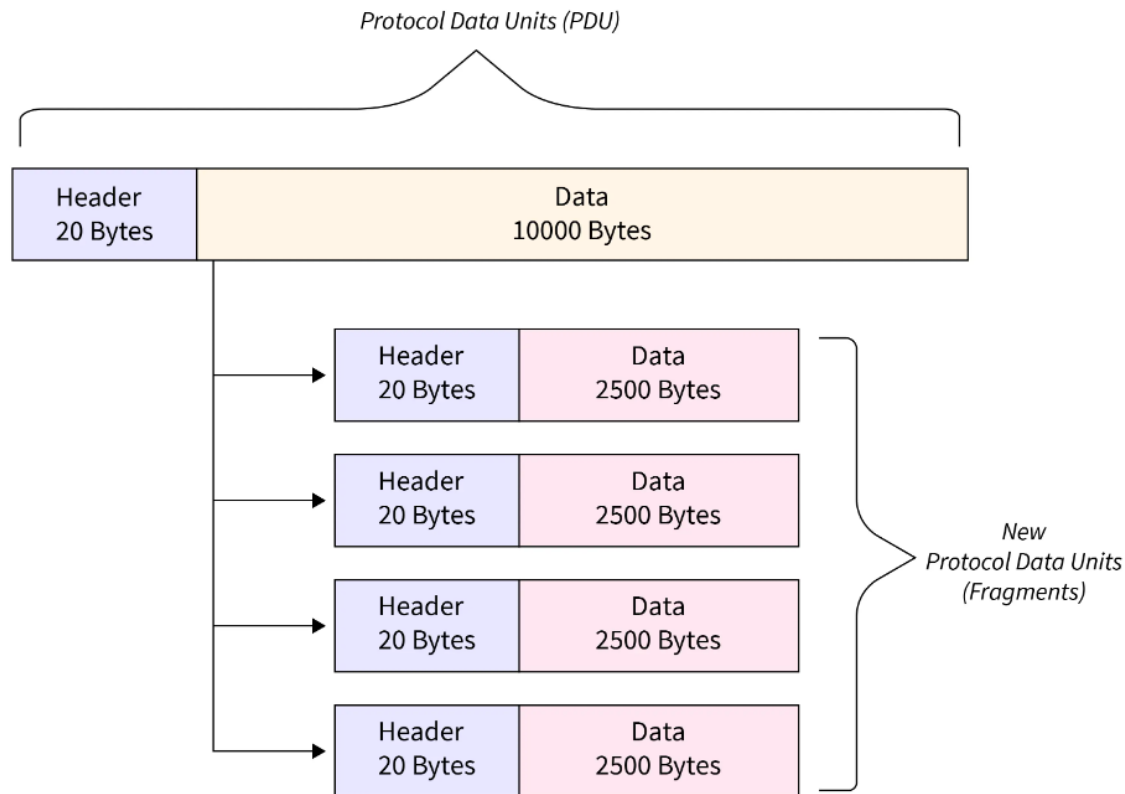 Protocol Data Units (PDU)
Header
20 Bytes
Data
10000 Bytes
Header
20 Bytes
Data
2500 Bytes
Header
20 Bytes
Data
2500 Bytes
Header
20 Bytes
Data
2500 Bytes
Header
20 Bytes
Data
2500 Bytes
New
Protocol Data Units
(Fragments)